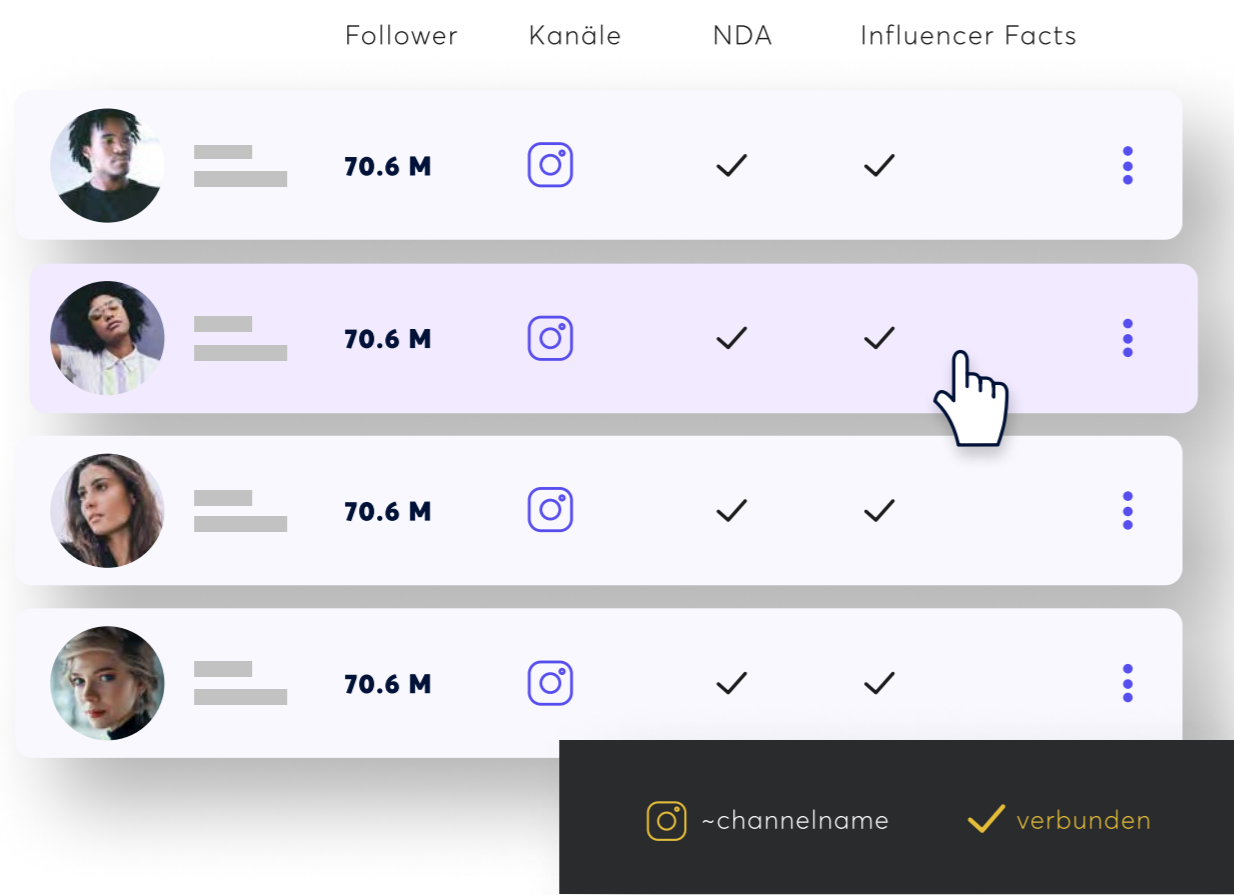 Follower Kanäle NDA Influencer Facts
70.6 M
70.6 M
70.6 M
70.6 M
~channelname verbunden